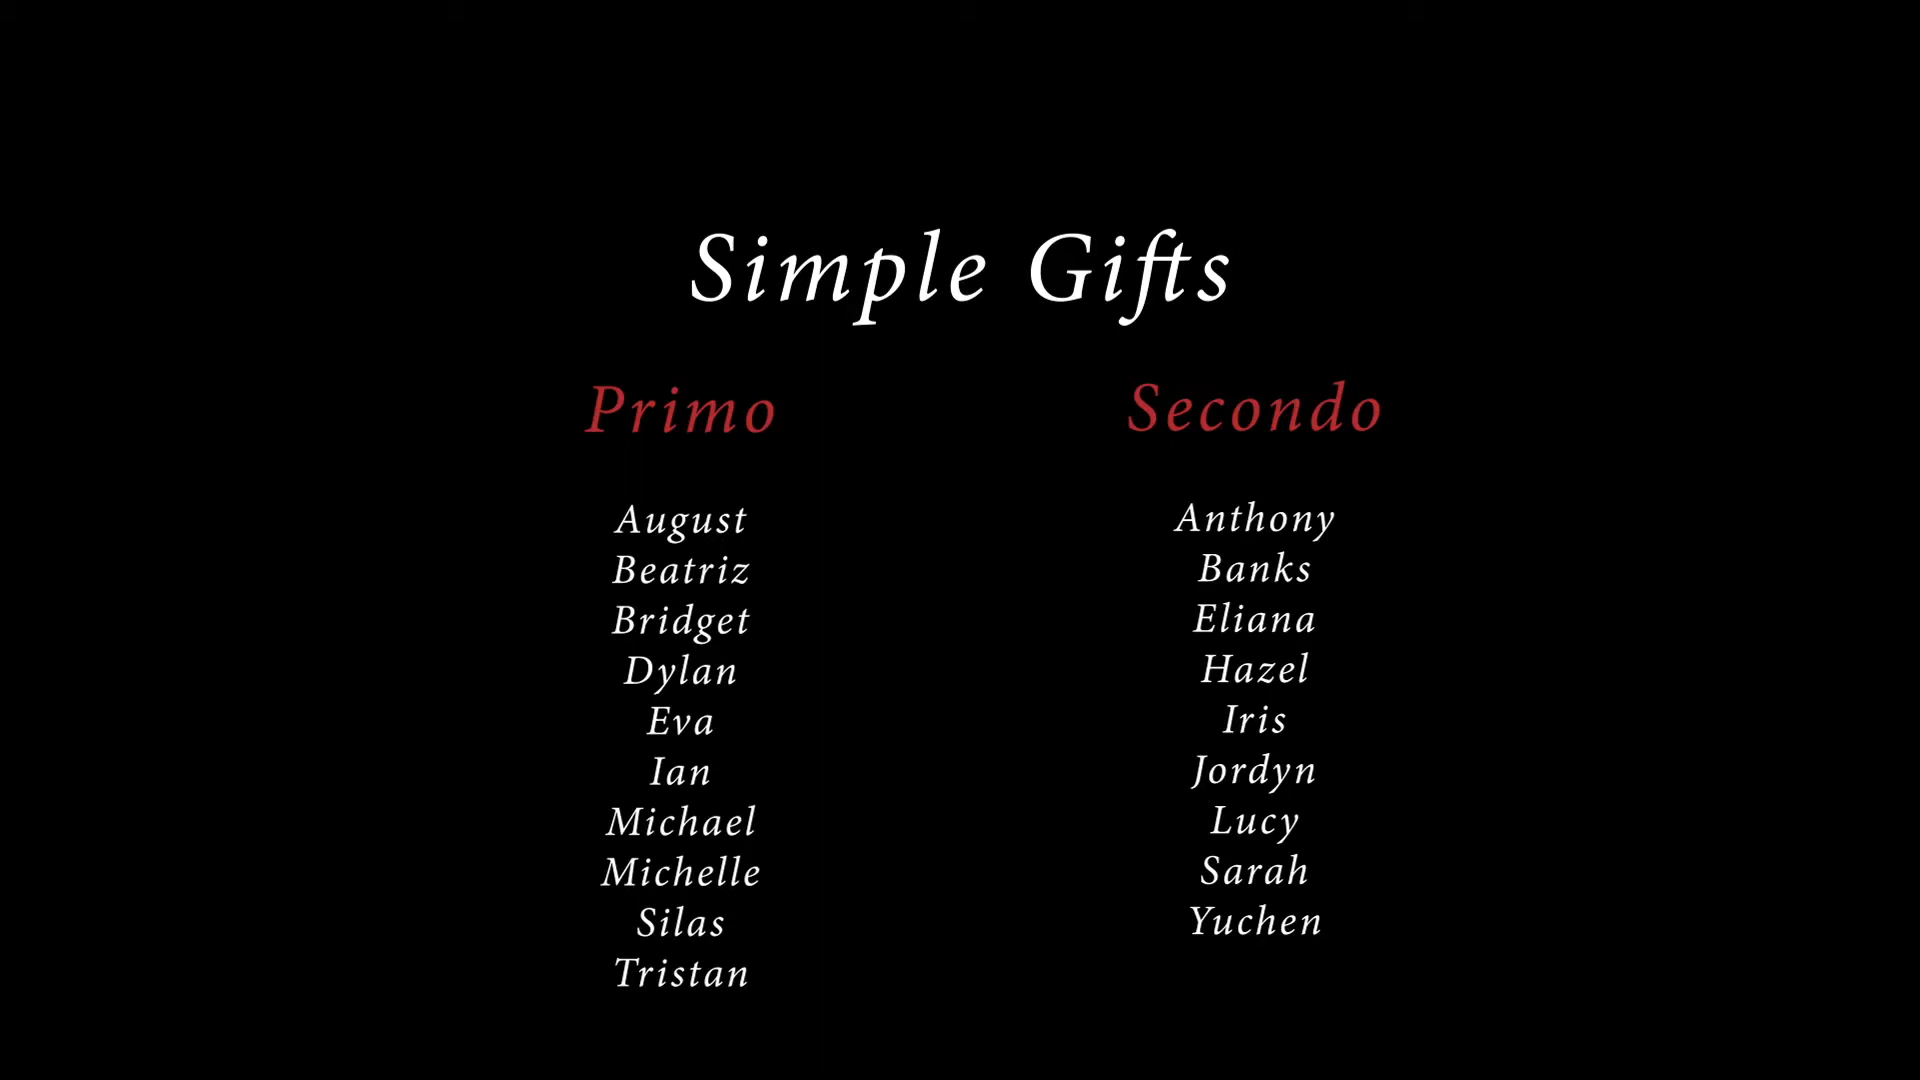 Simple Gifts
Primo
August
Beatriz
Bridget
Dylan
Eva
Ian
Michael
Michelle
Silas
Tristan
Secondo
Anthony
Banks
Eliana
Hazel
Iris
Jordyn
Lucy
Sarah
Yuchen